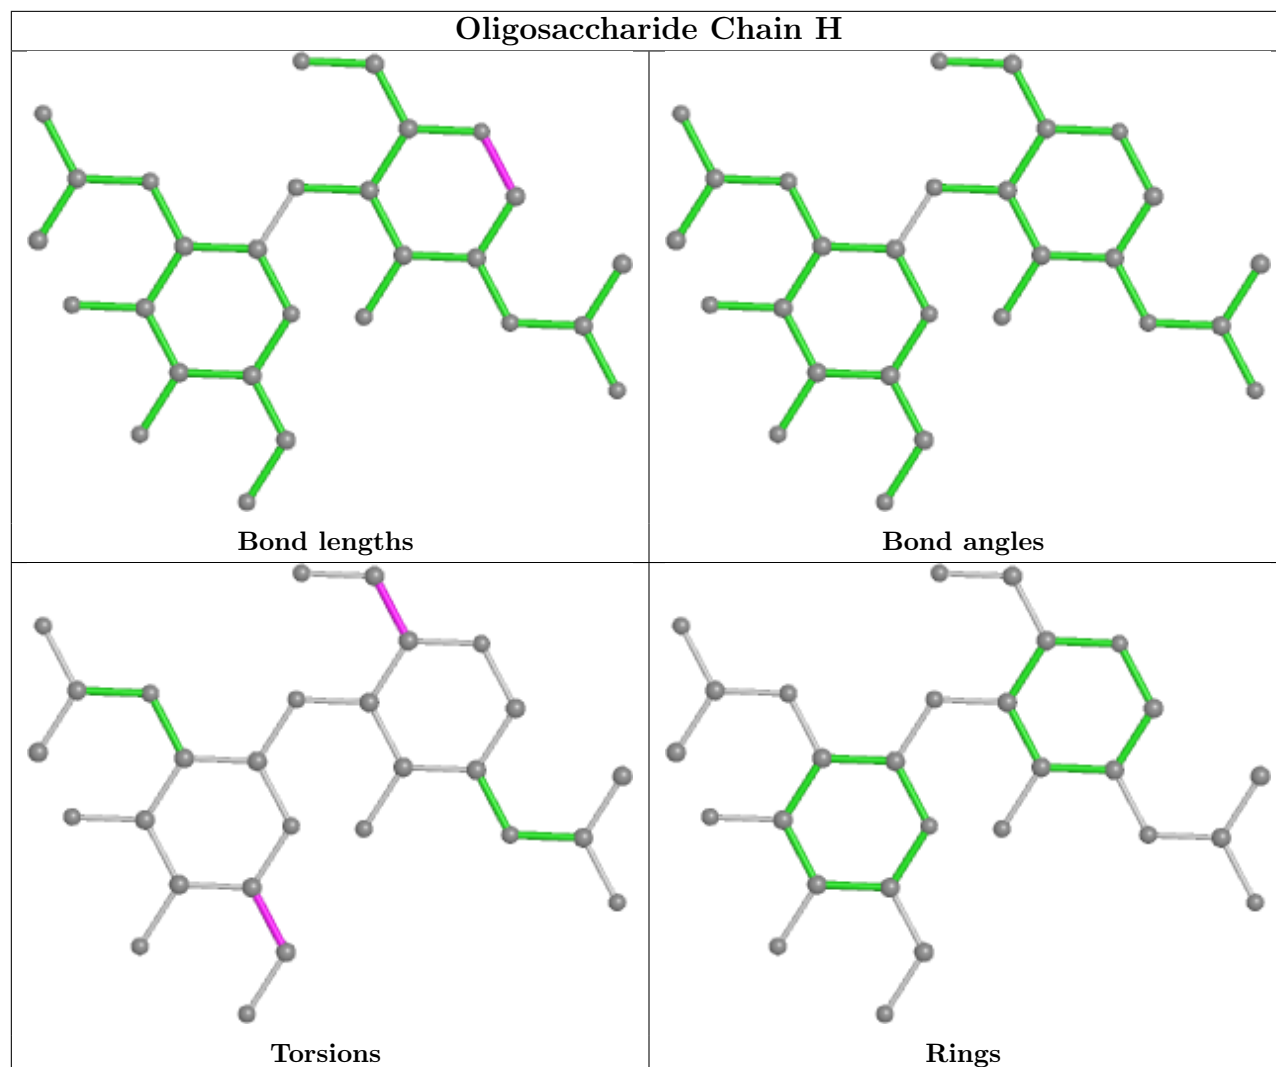 Oligosaccharide Chain H
Bond lengths
Bond angles
Torsions
Rings